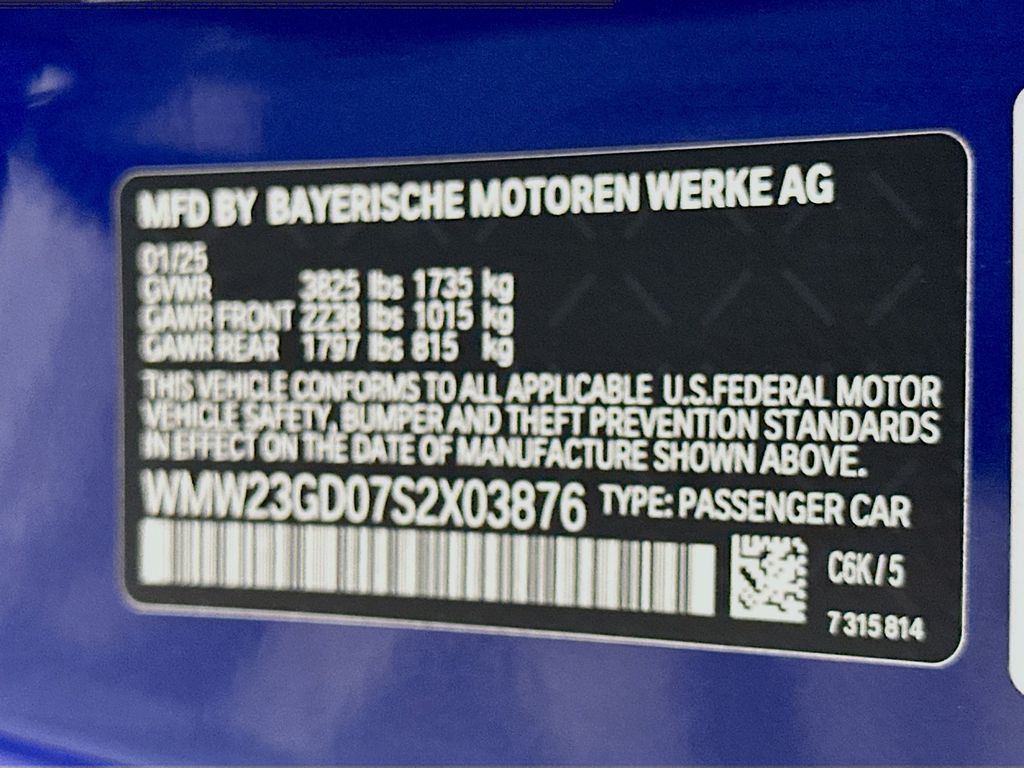 MFD BY BAYERISCHE MOTOREN WERKE AG
01/25
GVWR 3825 lbs 1735 kg
GAWR FRONT 2238 lbs 1015 kg
GAWR REAR 1797 lbs 815 kg
THIS VEHICLE CONFORMS TO ALL APPLICABLE U.S.FEDERAL MOTOR
VEHICLE SAFETY, BUMPER AND THEFT PREVENTION STANDARDS
IN EFFECT ON THE DATE OF MANUFACTURE SHOWN ABOVE.
WMW23GD07S2X03876 TYPE: PASSENGER CAR
C6K/5
7315814